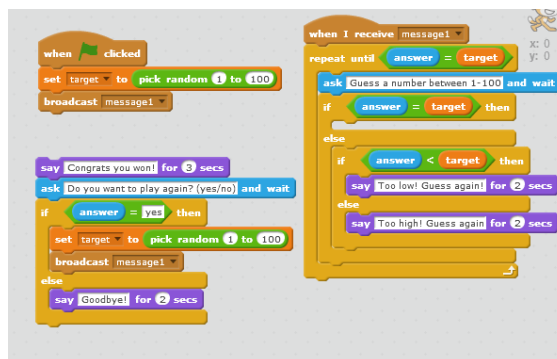 when clicked
set target to pick random 1 to 100
broadcast message1
say Congrats you won! for 3 secs
ask Do you want to play again? (yes/no) and wait
if answer = yes then
set target to pick random 1 to 100
broadcast message1
else
say Goodbye! for 2 secs
when I receive message1
repeat until answer = target
ask Guess a number between 1-100 and wait
if answer = target then
else
if answer < target then
say Too low! Guess again! for 2 secs
else
say Too high! Guess again for 2 secs
x: 0
y: 0